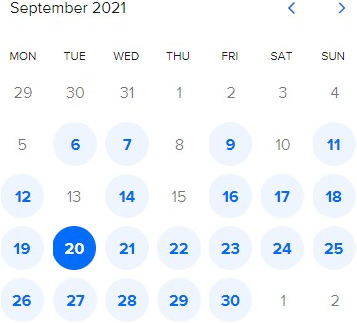 September 2021
MON TUE WED THU FRI SAT SUN
29 30 31 1 2 3 4
5 6 7 8 9 10 11
12 13 14 15 16 17 18
19 20 21 22 23 24 25
26 27 28 29 30 1 2